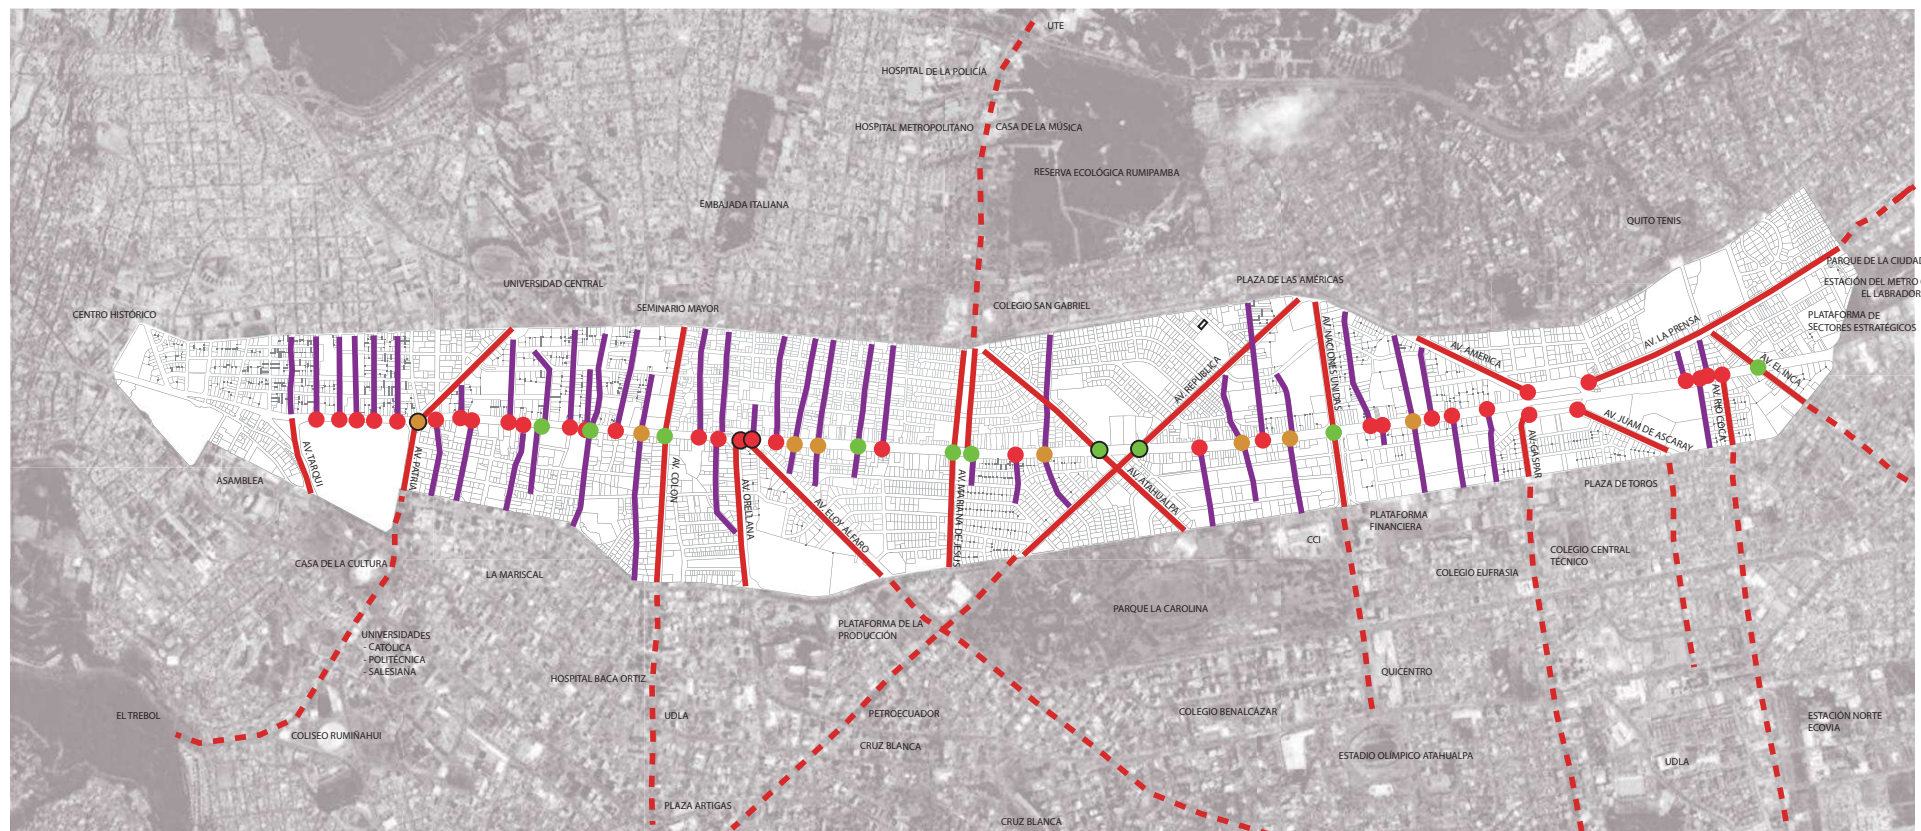 UTE
HOSPITAL DE LA POLICÍA
HOSPITAL METROPOLITANO
CASA DE LA MÚSICA
RESERVA ECOLÓGICA RUMIPAMBA
EMBAJADA ITALIANA
QUITO TENIS
UNIVERSIDAD CENTRAL
PLAZA DE LAS AMÉRICAS
PARQUE DE LA CIUDAD
ESTACIÓN DEL METRO
EL LABRADOR
CENTRO HISTÓRICO
SEMINARIO MAYOR
COLEGIO SAN GABRIEL
PLATAFORMA DE
SECTORES ESTRATÉGICOS
AV. LA PRENSA
AV. AMERICA
AV. NACIONES UNIDAS
AV. REPUBLICA
AV. EL INCA
AV. RIO COCA
AV. JUAM DE ASCARAY
AV. GASPAR
AV. TARQUI
AV. PATRIA
AV. COLON
AV. ORELLANA
AV. ELOY ALFARO
AV. MARIANA DE JESUS
AV. ATAHUALPA
ASAMBLEA
PLAZA DE TOROS
PLATAFORMA
FINANCIERA
CCI
CASA DE LA CULTURA
LA MARISCAL
COLEGIO CENTRAL
TÉCNICO
COLEGIO EUFRASIA
PARQUE LA CAROLINA
PLATAFORMA DE LA
PRODUCCIÓN
UNIVERSIDADES
- CATÓLICA
- POLITÉCNICA
- SALESIANA
HOSPITAL BACA ORTIZ
QUICENTRO
EL TREBOL
UDLA
PETROECUADOR
COLEGIO BENALCÁZAR
ESTACIÓN NORTE
ECOVIA
COLISEO RUMIÑAHUI
CRUZ BLANCA
ESTADIO OLÍMPICO ATAHUALPA
UDLA
PLAZA ARTIGAS
CRUZ BLANCA